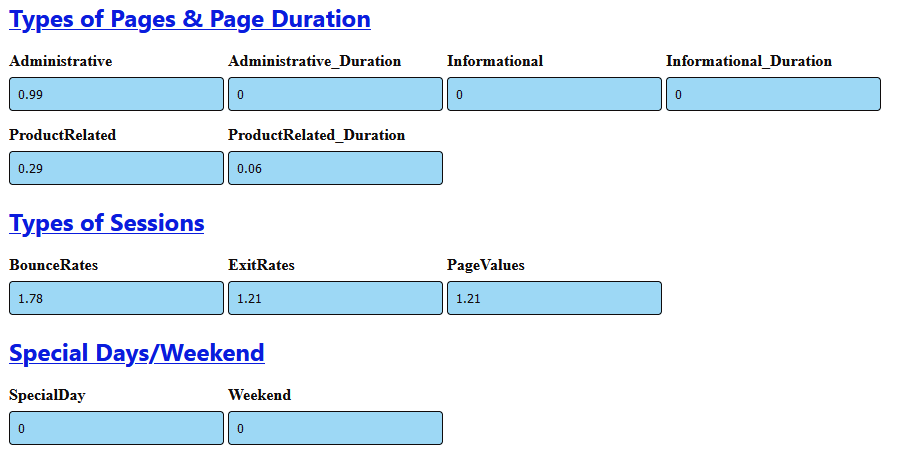 Types of Pages & Page Duration
Administrative Administrative_Duration Informational Informational_Duration
0.99 0 0 0
ProductRelated ProductRelated_Duration
0.29 0.06
Types of Sessions
BounceRates ExitRates PageValues
1.78 1.21 1.21
Special Days/Weekend
SpecialDay Weekend
0 0